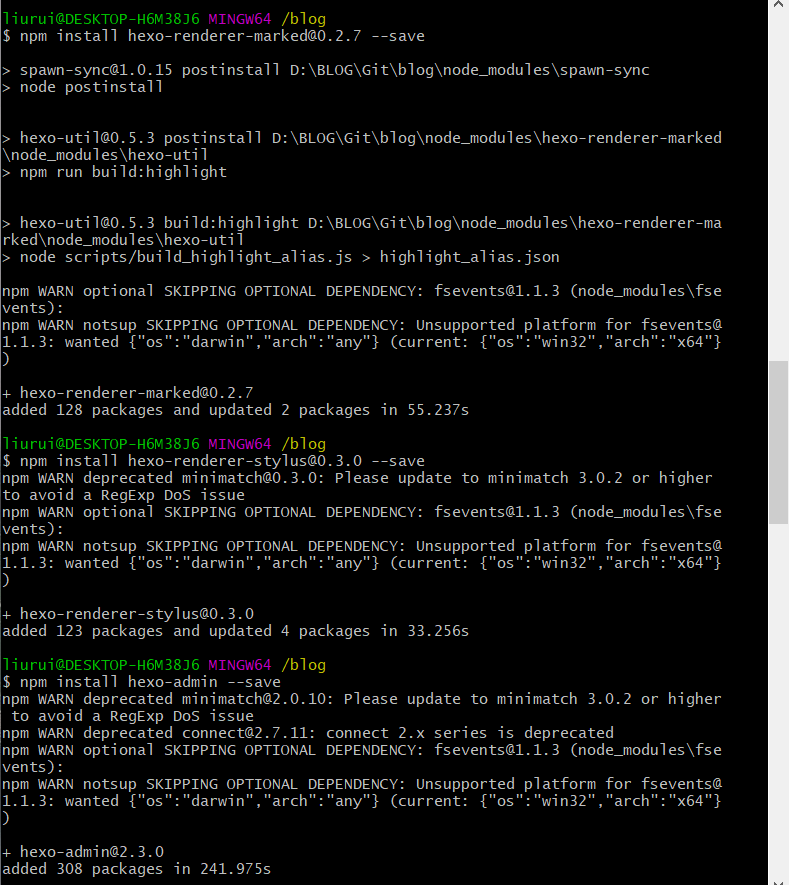 liurui@DESKTOP-H6M38J6 MINGW64 /blog
$ npm install hexo-renderer-marked@0.2.7 --save
> spawn-sync@1.0.15 postinstall D:\BLOG\Git\blog\node_modules\spawn-sync
> node postinstall
> hexo-util@0.5.3 postinstall D:\BLOG\Git\blog\node_modules\hexo-renderer-marked
\node_modules\hexo-util
> npm run build:highlight
> hexo-util@0.5.3 build:highlight D:\BLOG\Git\blog\node_modules\hexo-renderer-ma
rked\node_modules\hexo-util
> node scripts/build_highlight_alias.js > highlight_alias.json
npm WARN optional SKIPPING OPTIONAL DEPENDENCY: fsevents@1.1.3 (node_modules\fse
vents):
npm WARN notsup SKIPPING OPTIONAL DEPENDENCY: Unsupported platform for fsevents@
1.1.3: wanted {"os":"darwin","arch":"any"} (current: {"os":"win32","arch":"x64"}
)
+ hexo-renderer-marked@0.2.7
added 128 packages and updated 2 packages in 55.237s
liurui@DESKTOP-H6M38J6 MINGW64 /blog
$ npm install hexo-renderer-stylus@0.3.0 --save
npm WARN deprecated minimatch@0.3.0: Please update to minimatch 3.0.2 or higher
to avoid a RegExp DoS issue
npm WARN optional SKIPPING OPTIONAL DEPENDENCY: fsevents@1.1.3 (node_modules\fse
vents):
npm WARN notsup SKIPPING OPTIONAL DEPENDENCY: Unsupported platform for fsevents@
1.1.3: wanted {"os":"darwin","arch":"any"} (current: {"os":"win32","arch":"x64"}
)
+ hexo-renderer-stylus@0.3.0
added 123 packages and updated 4 packages in 33.256s
liurui@DESKTOP-H6M38J6 MINGW64 /blog
$ npm install hexo-admin --save
npm WARN deprecated minimatch@2.0.10: Please update to minimatch 3.0.2 or higher
 to avoid a RegExp DoS issue
npm WARN deprecated connect@2.7.11: connect 2.x series is deprecated
npm WARN optional SKIPPING OPTIONAL DEPENDENCY: fsevents@1.1.3 (node_modules\fse
vents):
npm WARN notsup SKIPPING OPTIONAL DEPENDENCY: Unsupported platform for fsevents@
1.1.3: wanted {"os":"darwin","arch":"any"} (current: {"os":"win32","arch":"x64"}
)
+ hexo-admin@2.3.0
added 308 packages in 241.975s